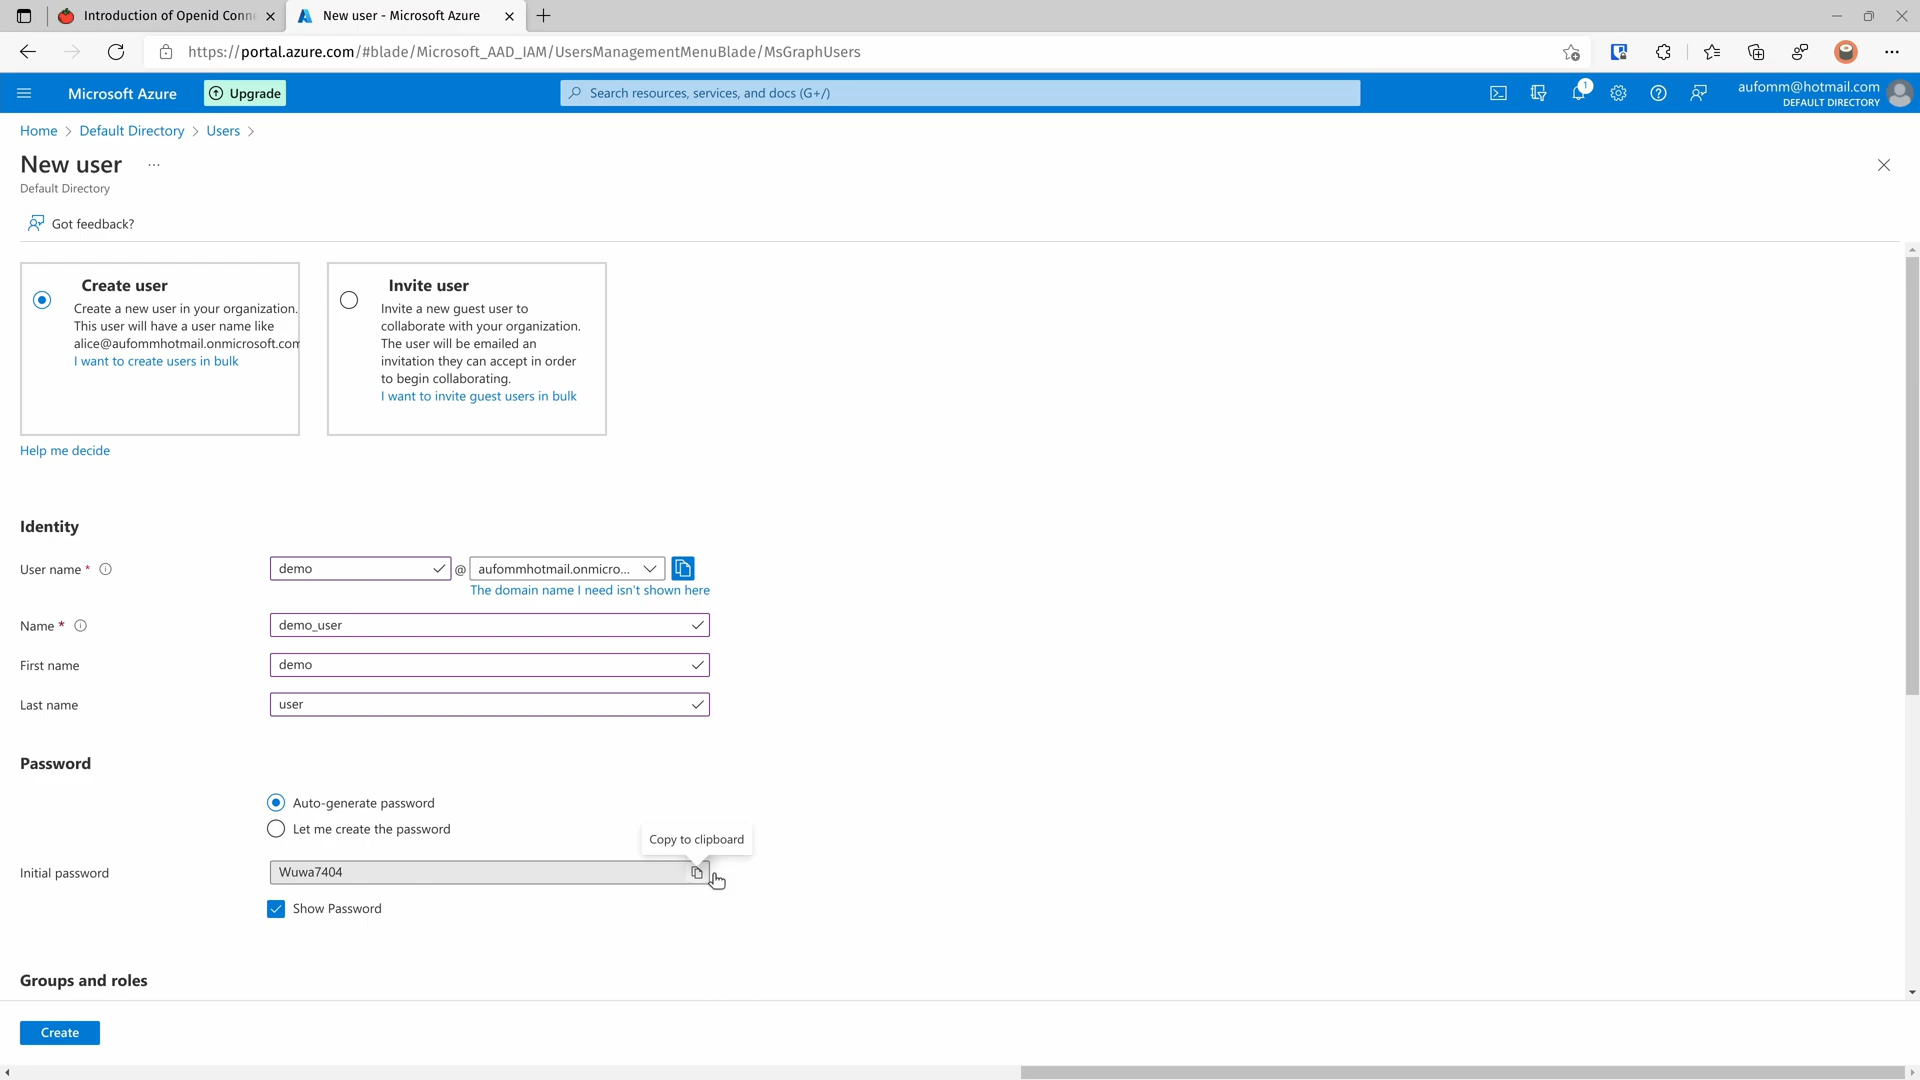 Introduction of Openid Conne
New user - Microsoft Azure
https://portal.azure.com/#blade/Microsoft_AAD_IAM/UsersManagementMenuBlade/MsGraphUsers
Microsoft Azure
Upgrade
Search resources, services, and docs (G+/)
1
aufomm@hotmail.com
DEFAULT DIRECTORY
Home > Default Directory > Users >
New user ...
Default Directory
Got feedback?
Create user
Create a new user in your organization.
This user will have a user name like
alice@aufommhotmail.onmicrosoft.com
I want to create users in bulk
Invite user
Invite a new guest user to
collaborate with your organization.
The user will be emailed an
invitation they can accept in order
to begin collaborating.
I want to invite guest users in bulk
Help me decide
Identity
User name *
demo @ aufommhotmail.onmicro...
The domain name I need isn't shown here
Name *
demo_user
First name
demo
Last name
user
Password
Auto-generate password
Let me create the password
Copy to clipboard
Initial password
Wuwa7404
Show Password
Groups and roles
Create